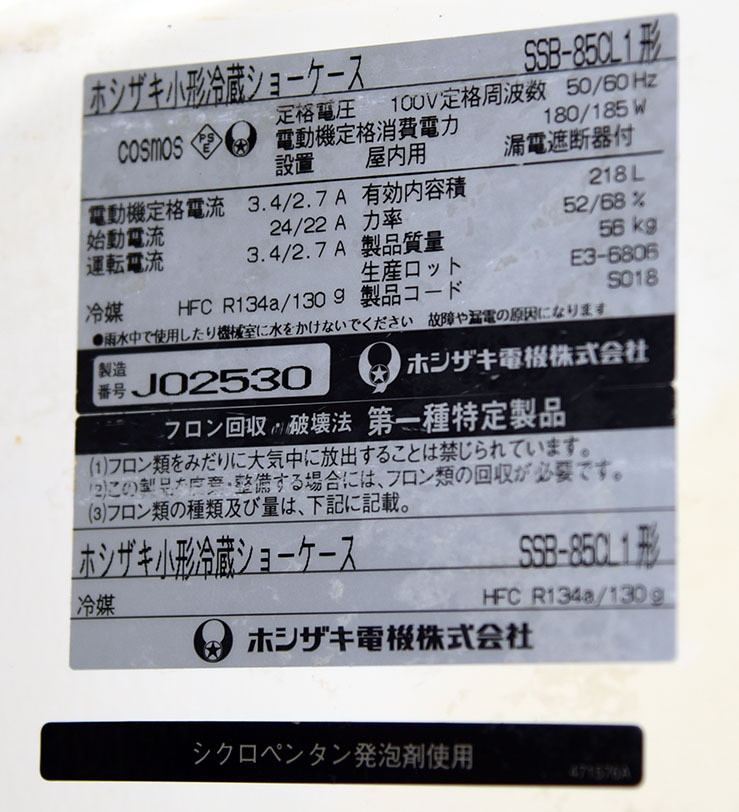 ホシザキ小形冷蔵ショーケース SSB-85CL1形
定格電圧 100V 定格周波数 50/60Hz
cosmos PSE 電動機定格消費電力 180/185W
設置 屋内用 漏電遮断器付
電動機定格電流 3.4/2.7 A 有効内容積 218L
始動電流 24/22 A 力率 52/68 %
運転電流 3.4/2.7 A 製品質量 56 kg
生産ロット E3-6806
冷媒 HFC R134a/130g 製品コード S018
●雨水中で使用したり機械室に水をかけないでください 故障や漏電の原因になります
製造番号 J02530 ホシザキ電機株式会社
フロン回収・破壊法 第一種特定製品
(1)フロン類をみだりに大気中に放出することは禁じられています。
(2)この製品を廃棄・整備する場合には、フロン類の回収が必要です。
(3)フロン類の種類及び量は、下記に記載。
ホシザキ小形冷蔵ショーケース SSB-85CL1形
冷媒 HFC R134a/130g
ホシザキ電機株式会社
シクロペンタン発泡剤使用